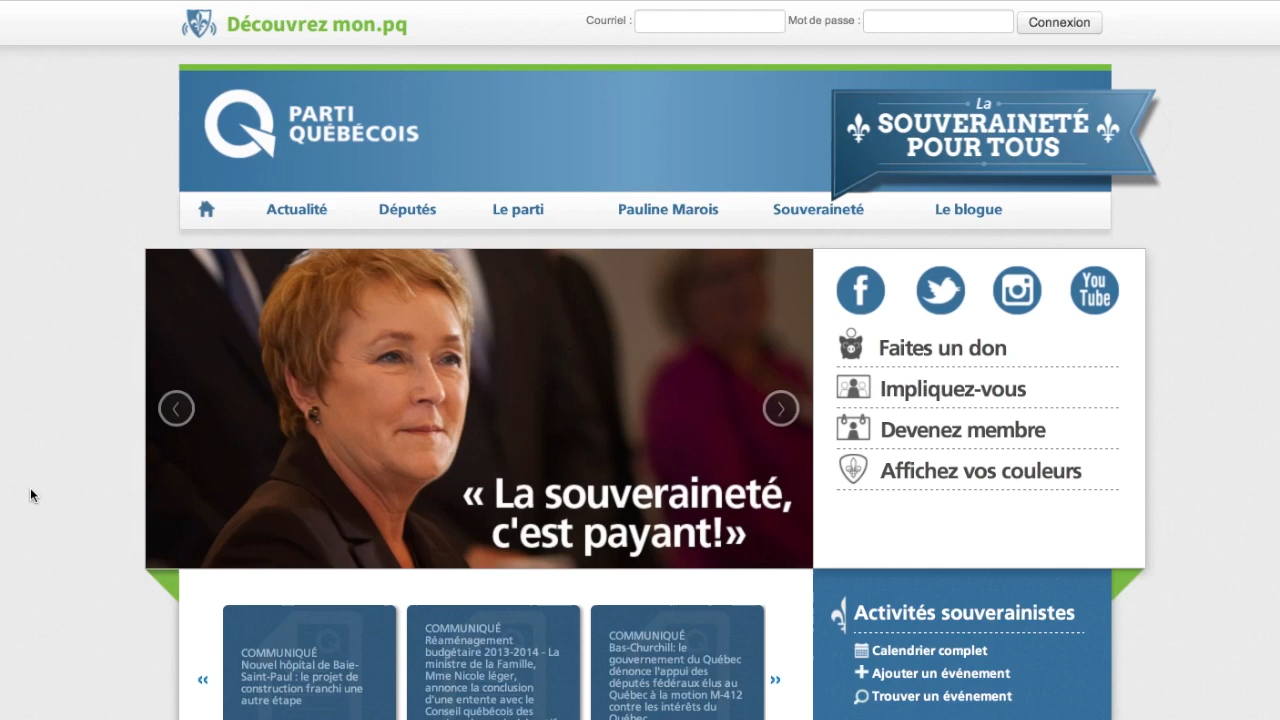 Découvrez mon.pq
Courriel :
Mot de passe :
Connexion
PARTI
QUÉBÉCOIS
La
SOUVERAINETÉ
POUR TOUS
Actualité
Députés
Le parti
Pauline Marois
Souveraineté
Le blogue
« La souveraineté,
c'est payant!»
You
Tube
Faites un don
Impliquez-vous
Devenez membre
Affichez vos couleurs
COMMUNIQUÉ
Nouvel hôpital de Baie-
Saint-Paul : le projet de
construction franchi une
autre étape
COMMUNIQUÉ
Réaménagement
budgétaire 2013-2014 - La
ministre de la Famille,
Mme Nicole léger,
annonce la conclusion
d'une entente avec le
Conseil québécois des
COMMUNIQUÉ
Bas-Churchill: le
gouvernement du Québec
dénonce l'appui des
députés fédéraux élus au
Québec à la motion M-412
contre les intérêts du
Québec
Activités souverainistes
Calendrier complet
Ajouter un événement
Trouver un événement